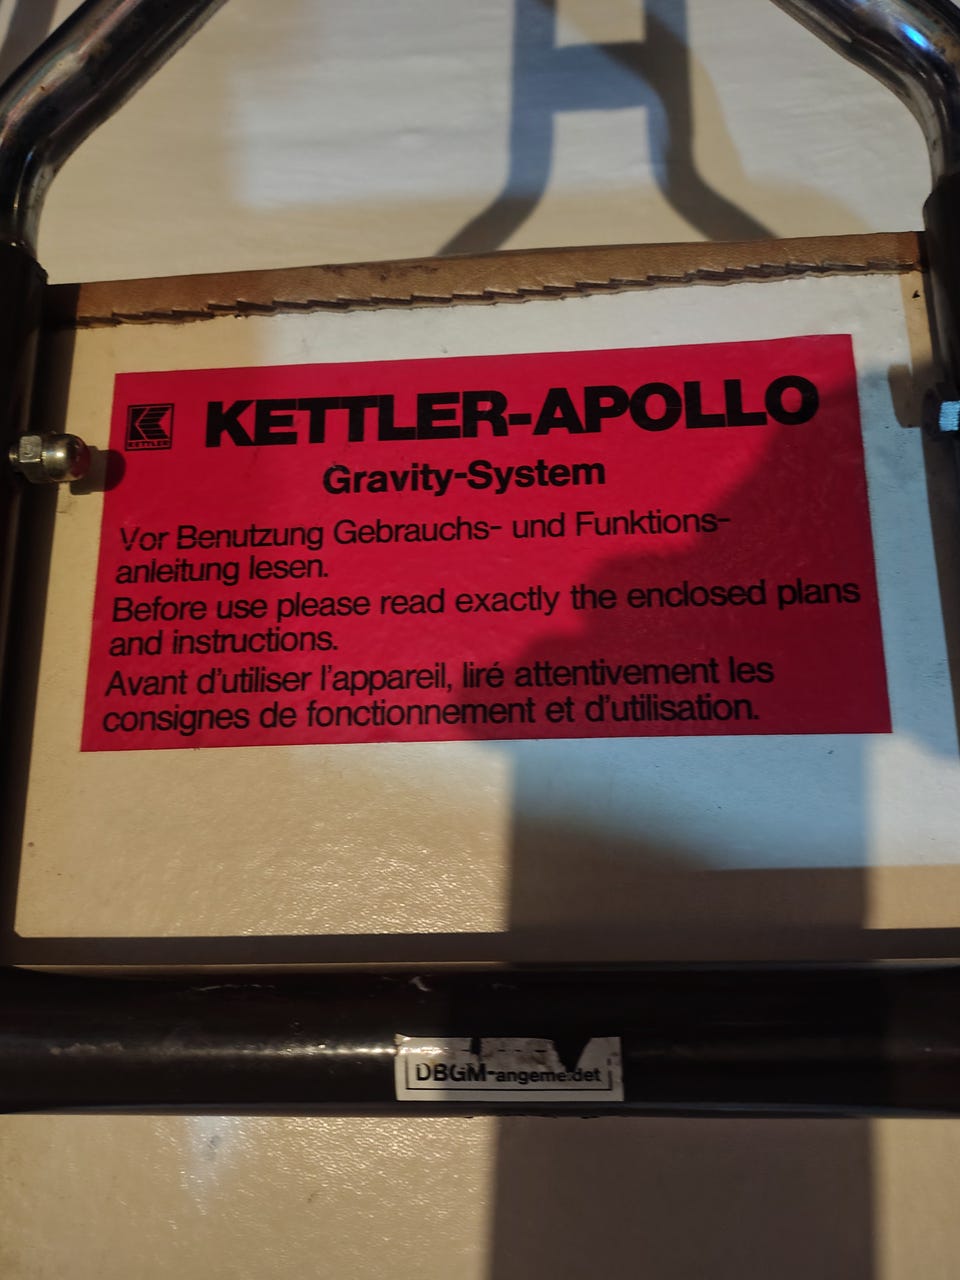 KETTLER
KETTLER-APOLLO
Gravity-System
Vor Benutzung Gebrauchs- und Funktions-
anleitung lesen.
Before use please read exactly the enclosed plans
and instructions.
Avant d'utiliser l'appareil, liré attentivement les
consignes de fonctionnement et d'utilisation.
DBGM-angemeldet